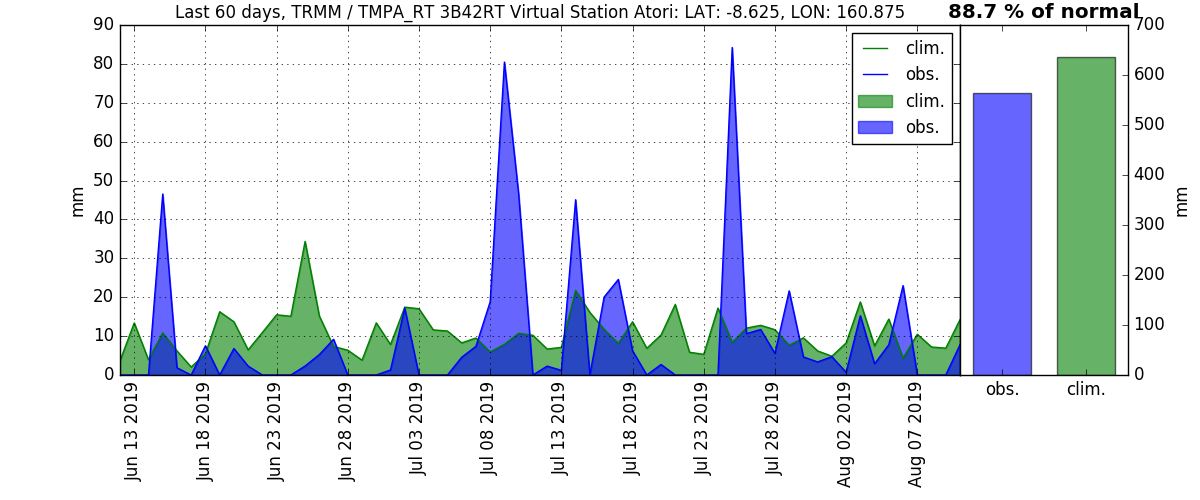 Last 60 days, TRMM / TMPA_RT 3B42RT Virtual Station Atori: LAT: -8.625, LON: 160.875
88.7 % of normal
90
80
70
60
50
40
30
20
10
0
mm
clim.
obs.
clim.
obs.
Jun 13 2019
Jun 18 2019
Jun 23 2019
Jun 28 2019
Jul 03 2019
Jul 08 2019
Jul 13 2019
Jul 18 2019
Jul 23 2019
Jul 28 2019
Aug 02 2019
Aug 07 2019
700
600
500
400
300
200
100
0
mm
obs.
clim.